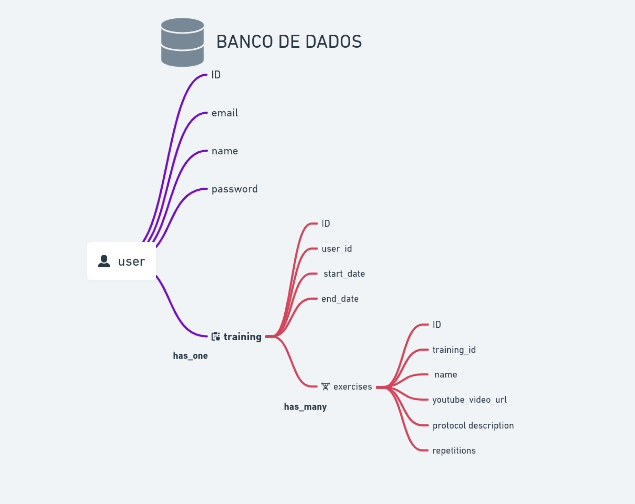 BANCO DE DADOS
ID
email
name
password
user
ID
user_id
start_date
end_date
training
has_one
ID
training_id
name
exercises
youtube_video_url
has_many
protocol description
repetitions